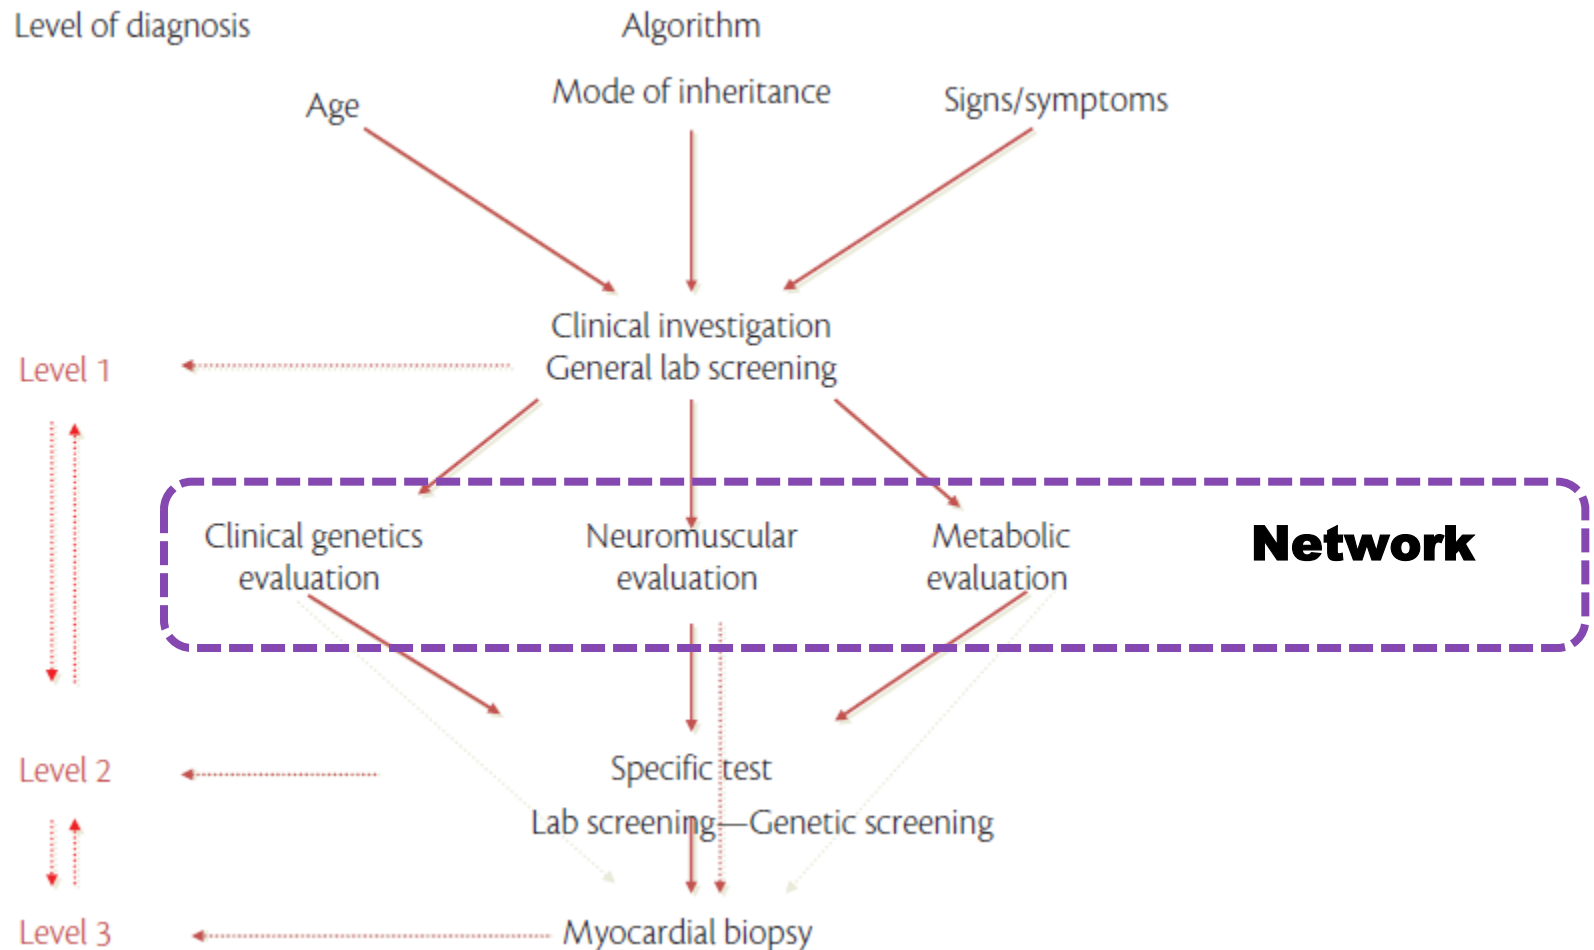 Level of diagnosis
Algorithm
Age
Mode of inheritance
Signs/symptoms
Clinical investigation
General lab screening
Level 1
Clinical genetics
evaluation
Neuromuscular
evaluation
Metabolic
evaluation
Network
Level 2
Specific test
Lab screening—Genetic screening
Level 3
Myocardial biopsy